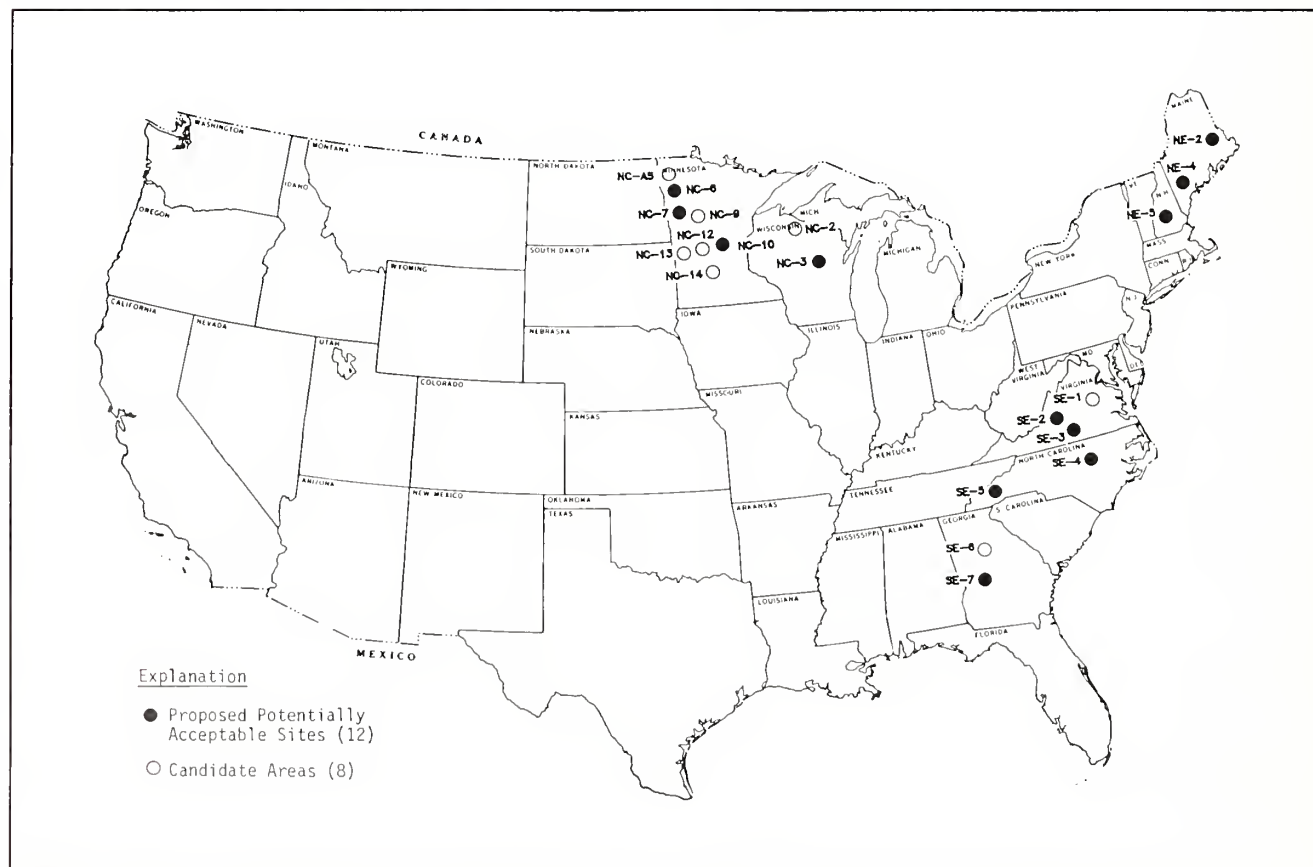 CANADA
WASHINGTON
MONTANA
NORTH DAKOTA
MINNESOTA
MAINE
NE-2
NC-A5
NC-6
NE-4
IDAHO
OREGON
VT
N.H.
NC-7
NC-9
MICH
NE-5
WISCONSIN
NC-2
NC-12
NC-10
SOUTH DAKOTA
NC-13
NC-3
MICHIGAN
MASS
NEW YORK
CONN
WYOMING
NC-14
CALIFORNIA
NEVADA
IOWA
PENNSYLVANIA
N.J.
NEBRASKA
ILLINOIS
INDIANA
OHIO
UTAH
MD
WEST VIRGINIA
DEL
COLORADO
VIRGINIA
SE-1
MISSOURI
KANSAS
SE-2
SE-3
KENTUCKY
NORTH CAROLINA
SE-4
ARIZONA
NEW MEXICO
OKLAHOMA
TENNESSEE
SE-5
TEXAS
ARKANSAS
S. CAROLINA
MISSISSIPPI
ALABAMA
GEORGIA
SE-6
SE-7
LOUISIANA
FLORIDA
MEXICO
Explanation
Proposed Potentially
Acceptable Sites (12)
Candidate Areas (8)